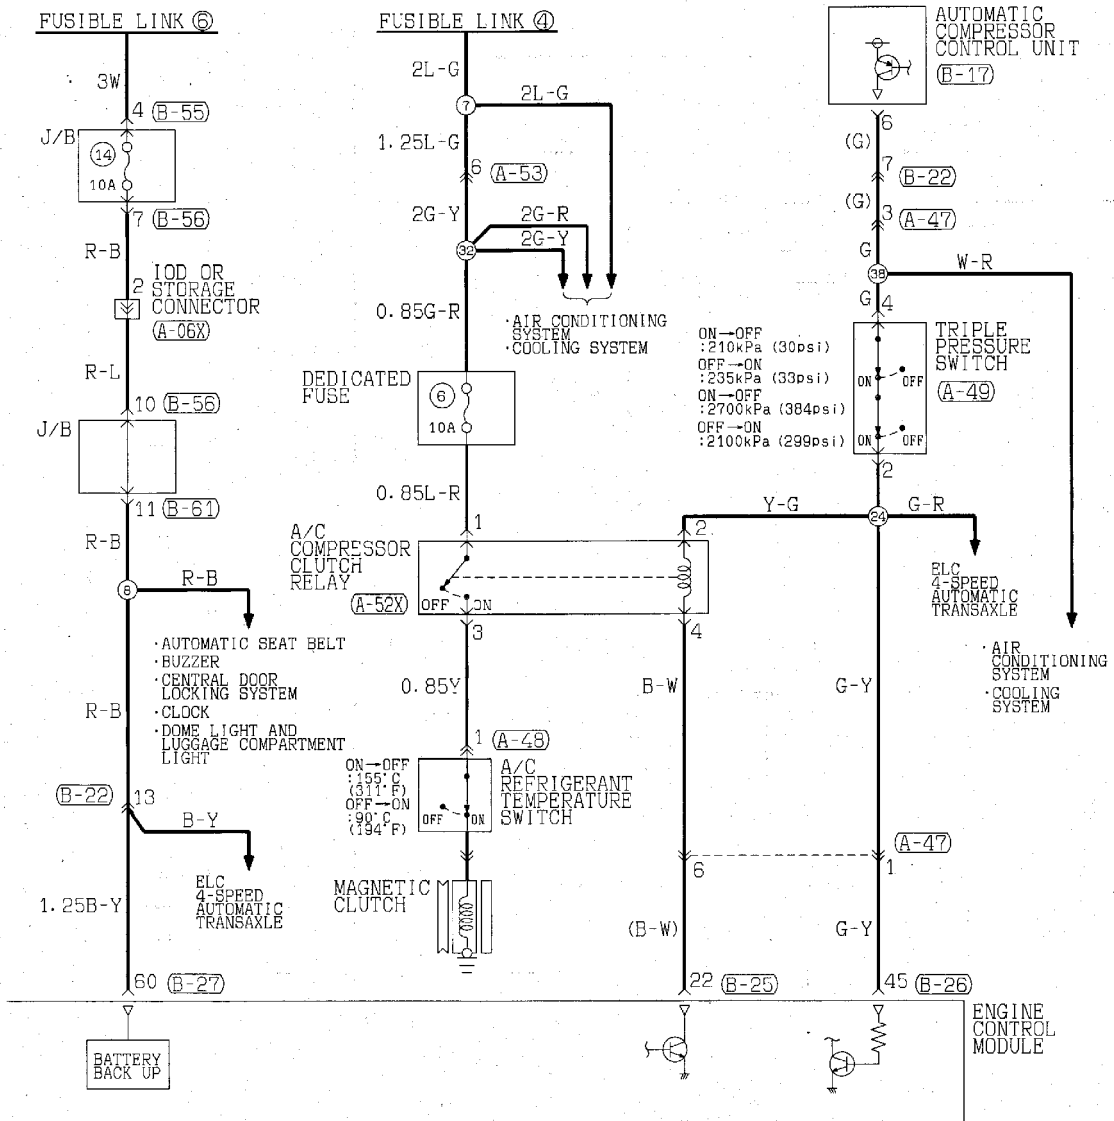 FUSIBLE LINK ⑥
3W
4 B-55
J/B
⑭
10A
7 B-56
R-B
2
IOD OR
STORAGE
CONNECTOR
A-06X
R-L
10 B-56
J/B
11 B-61
R-B
⑧
R-B
·AUTOMATIC SEAT BELT
·BUZZER
·CENTRAL DOOR
LOCKING SYSTEM
·CLOCK
·DOME LIGHT AND
LUGGAGE COMPARTMENT
LIGHT
R-B
B-22 13
B-Y
ELC
4-SPEED
AUTOMATIC
TRANSAXLE
1.25B-Y
60 B-27
BATTERY
BACK UP
FUSIBLE LINK ④
2L-G
⑦
2L-G
1.25L-G
6 A-53
2G-Y
2G-R
2G-Y
㉜
·AIR CONDITIONING
SYSTEM
·COOLING SYSTEM
0.85G-R
DEDICATED
FUSE
⑥
10A
0.85L-R
1
A/C
COMPRESSOR
CLUTCH
RELAY
A-52X
OFF ON
2
3
4
0.85Y
1 A-48
ON→OFF
:155°C
(311°F)
OFF→ON
:90°C
(194°F)
OFF ON
A/C
REFRIGERANT
TEMPERATURE
SWITCH
MAGNETIC
CLUTCH
B-W
6
(B-W)
22 B-25
AUTOMATIC
COMPRESSOR
CONTROL UNIT
B-17
6
(G)
7 B-22
(G)
3 A-47
G
㊳
W-R
G
4
ON→OFF
:210kPa (30psi)
OFF→ON
:235kPa (33psi)
ON→OFF
:2700kPa (384psi)
OFF→ON
:2100kPa (299psi)
ON OFF
ON OFF
TRIPLE
PRESSURE
SWITCH
A-49
2
Y-G
㉔
G-R
ELC
4-SPEED
AUTOMATIC
TRANSAXLE
·AIR
CONDITIONING
SYSTEM
·COOLING
SYSTEM
G-Y
A-47
1
G-Y
45 B-26
ENGINE
CONTROL
MODULE